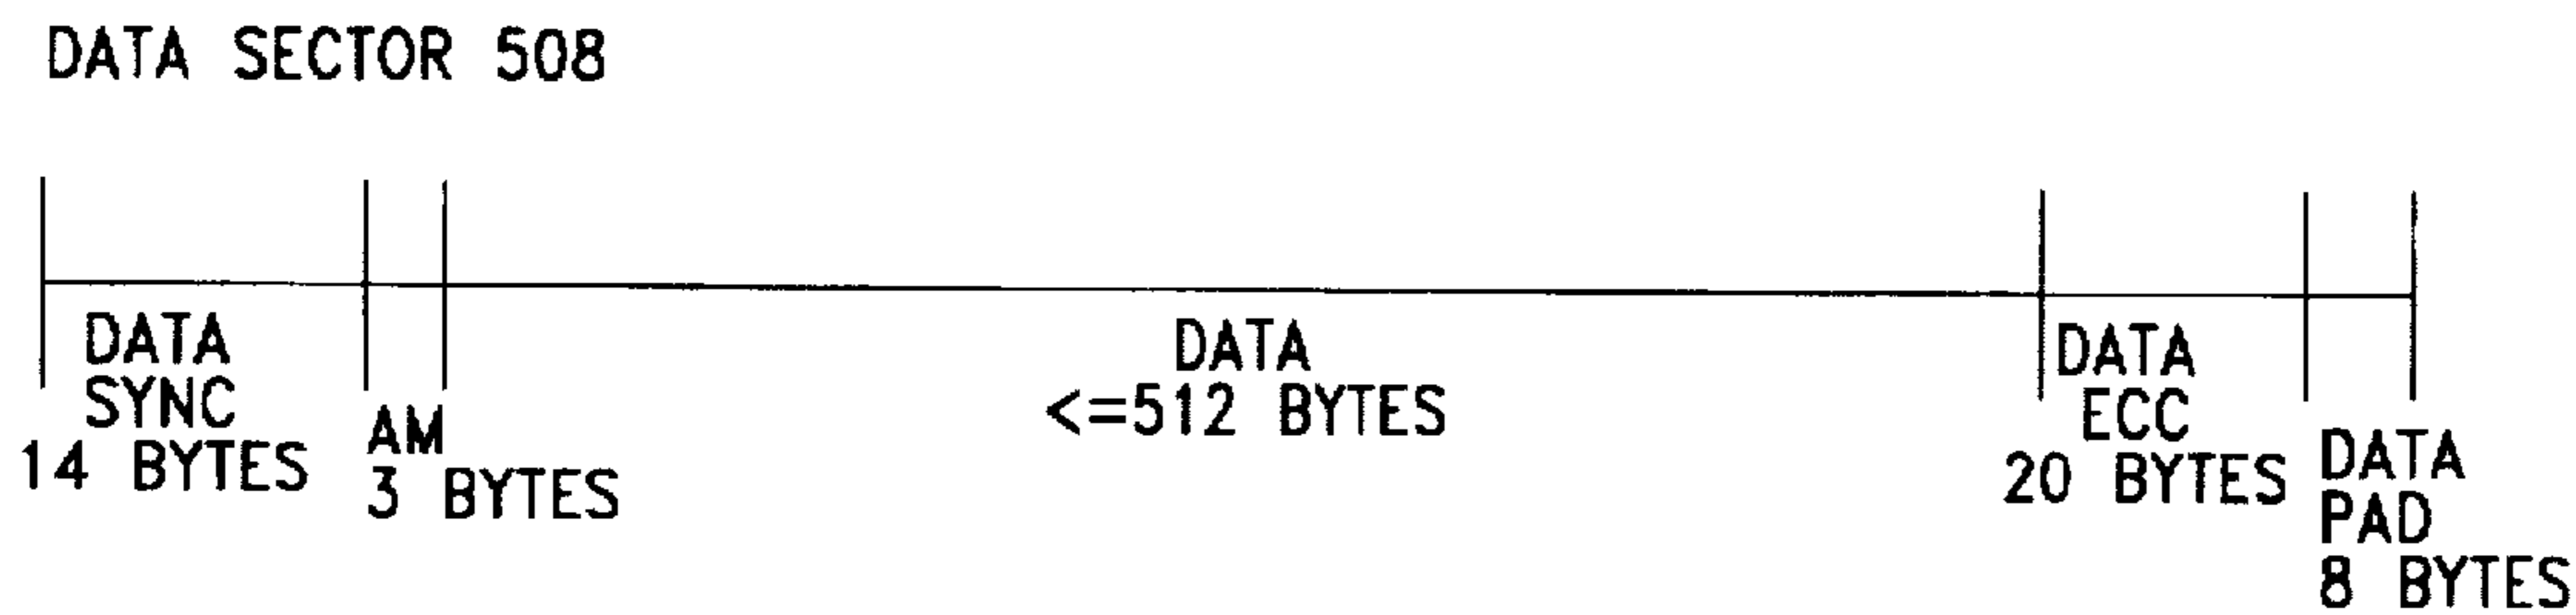 DATA SECTOR 508
DATA
SYNC
14 BYTES
AM
3 BYTES
DATA
<=512 BYTES
DATA
ECC
20 BYTES
DATA
PAD
8 BYTES